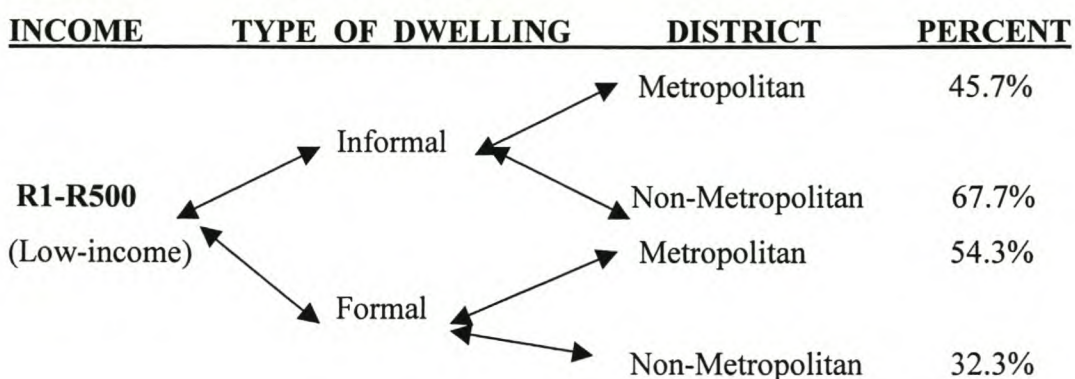 INCOME TYPE OF DWELLING DISTRICT PERCENT
Metropolitan 45.7%
Informal
R1-R500 Non-Metropolitan 67.7%
(Low-income) Metropolitan 54.3%
Formal
Non-Metropolitan 32.3%